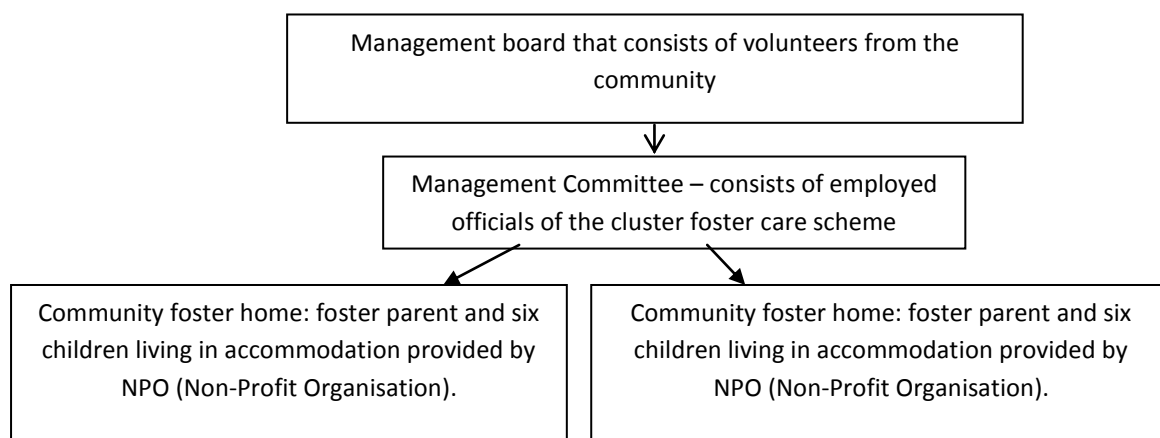 Management board that consists of volunteers from the
community
Management Committee – consists of employed
officials of the cluster foster care scheme
Community foster home: foster parent and six
children living in accommodation provided by
NPO (Non-Profit Organisation).
Community foster home: foster parent and six
children living in accommodation provided by
NPO (Non-Profit Organisation).